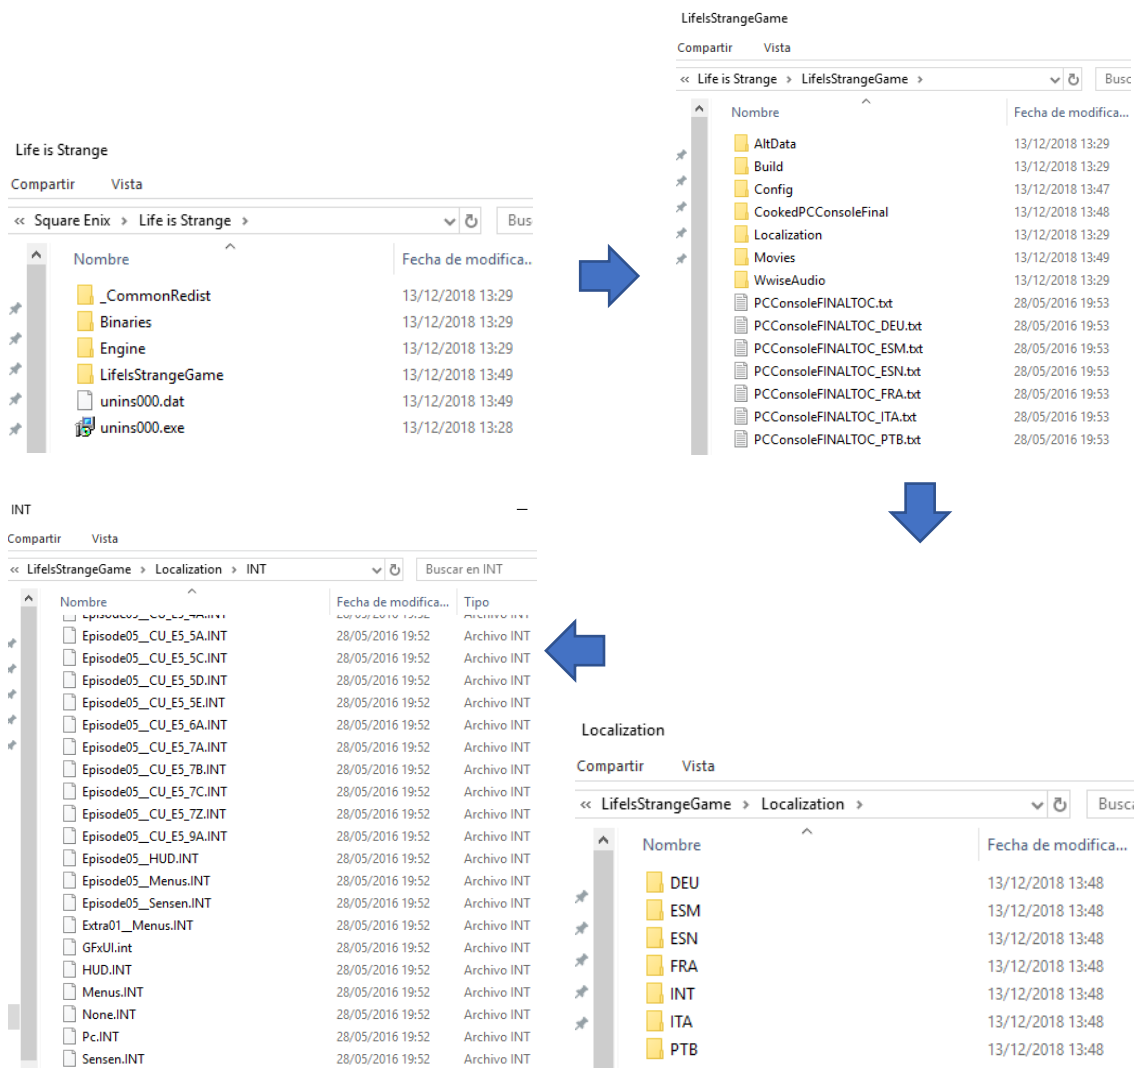 Life is Strange
Compartir Vista
« Square Enix > Life is Strange > Bus
Nombre Fecha de modifica...
_CommonRedist 13/12/2018 13:29
Binaries 13/12/2018 13:29
Engine 13/12/2018 13:29
LifeIsStrangeGame 13/12/2018 13:49
unins000.dat 13/12/2018 13:49
unins000.exe 13/12/2018 13:28
LifeIsStrangeGame
Compartir Vista
« Life is Strange > LifeIsStrangeGame > Busc
Nombre Fecha de modifica...
AltData 13/12/2018 13:29
Build 13/12/2018 13:29
Config 13/12/2018 13:47
CookedPCConsoleFinal 13/12/2018 13:48
Localization 13/12/2018 13:29
Movies 13/12/2018 13:49
WwiseAudio 13/12/2018 13:29
PCConsoleFINALTOC.txt 28/05/2016 19:53
PCConsoleFINALTOC_DEU.txt 28/05/2016 19:53
PCConsoleFINALTOC_ESM.txt 28/05/2016 19:53
PCConsoleFINALTOC_ESN.txt 28/05/2016 19:53
PCConsoleFINALTOC_FRA.txt 28/05/2016 19:53
PCConsoleFINALTOC_ITA.txt 28/05/2016 19:53
PCConsoleFINALTOC_PTB.txt 28/05/2016 19:53
Localization
Compartir Vista
« LifeIsStrangeGame > Localization > Busca
Nombre Fecha de modifica...
DEU 13/12/2018 13:48
ESM 13/12/2018 13:48
ESN 13/12/2018 13:48
FRA 13/12/2018 13:48
INT 13/12/2018 13:48
ITA 13/12/2018 13:48
PTB 13/12/2018 13:48
INT
Compartir Vista
« LifeIsStrangeGame > Localization > INT Buscar en INT
Nombre Fecha de modifica... Tipo
Episode05__CU_E5_5A.INT 28/05/2016 19:52 Archivo INT
Episode05__CU_E5_5C.INT 28/05/2016 19:52 Archivo INT
Episode05__CU_E5_5D.INT 28/05/2016 19:52 Archivo INT
Episode05__CU_E5_5E.INT 28/05/2016 19:52 Archivo INT
Episode05__CU_E5_6A.INT 28/05/2016 19:52 Archivo INT
Episode05__CU_E5_7A.INT 28/05/2016 19:52 Archivo INT
Episode05__CU_E5_7B.INT 28/05/2016 19:52 Archivo INT
Episode05__CU_E5_7C.INT 28/05/2016 19:52 Archivo INT
Episode05__CU_E5_7Z.INT 28/05/2016 19:52 Archivo INT
Episode05__CU_E5_9A.INT 28/05/2016 19:52 Archivo INT
Episode05__HUD.INT 28/05/2016 19:52 Archivo INT
Episode05__Menus.INT 28/05/2016 19:52 Archivo INT
Episode05__Sensen.INT 28/05/2016 19:52 Archivo INT
Extra01__Menus.INT 28/05/2016 19:52 Archivo INT
GFxUI.int 28/05/2016 19:52 Archivo INT
HUD.INT 28/05/2016 19:52 Archivo INT
Menus.INT 28/05/2016 19:52 Archivo INT
None.INT 28/05/2016 19:52 Archivo INT
Pc.INT 28/05/2016 19:52 Archivo INT
Sensen.INT 28/05/2016 19:52 Archivo INT